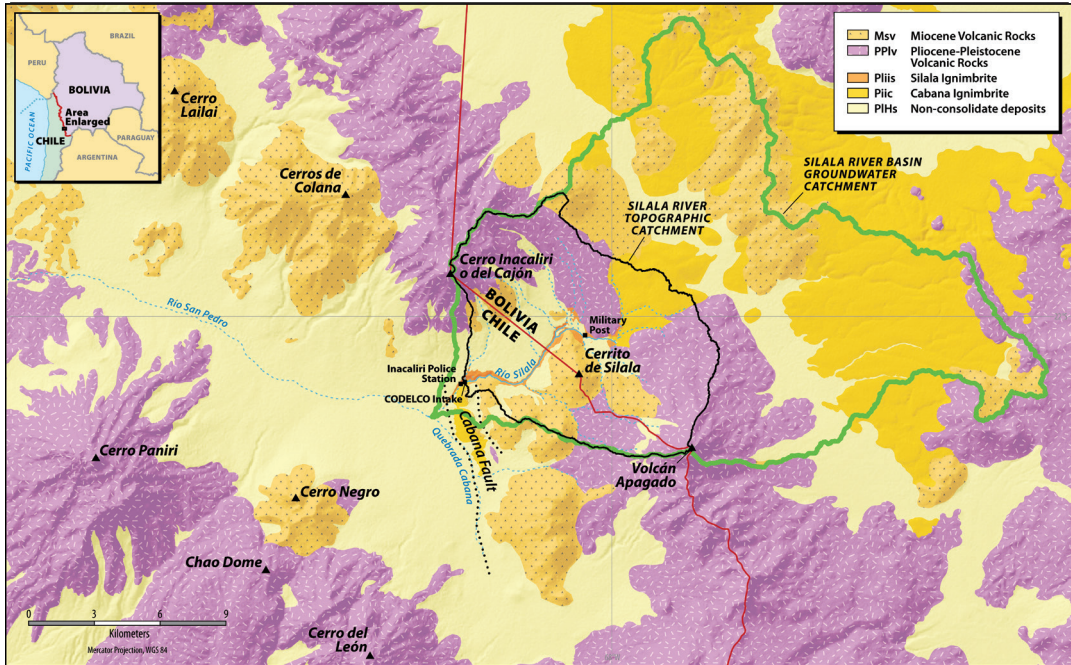 BRAZIL
PERU
BOLIVIA
Area
Enlarged
CHILE
PACIFIC OCEAN
PARAGUAY
ARGENTINA
Msv Miocene Volcanic Rocks
PPlv Pliocene-Pleistocene
Volcanic Rocks
Pliis Silala Ignimbrite
Piic Cabana Ignimbrite
PlHs Non-consolidate deposits
Cerro
Lailai
Cerros de
Colana
SILALA RIVER BASIN
GROUNDWATER
CATCHMENT
SILALA RIVER
TOPOGRAPHIC
CATCHMENT
Cerro Inacaliri
o del Cajón
BOLIVIA
CHILE
Río San Pedro
Military
Post
Río Silala
Cerrito
de Silala
Inacaliri Police
Station
CODELCO Intake
Cabana Fault
Quebrada Cabana
Volcán
Apagado
Cerro Paniri
Cerro Negro
Chao Dome
Cerro del
León
0 3 6 9
Kilometers
Mercator Projection, WGS 84